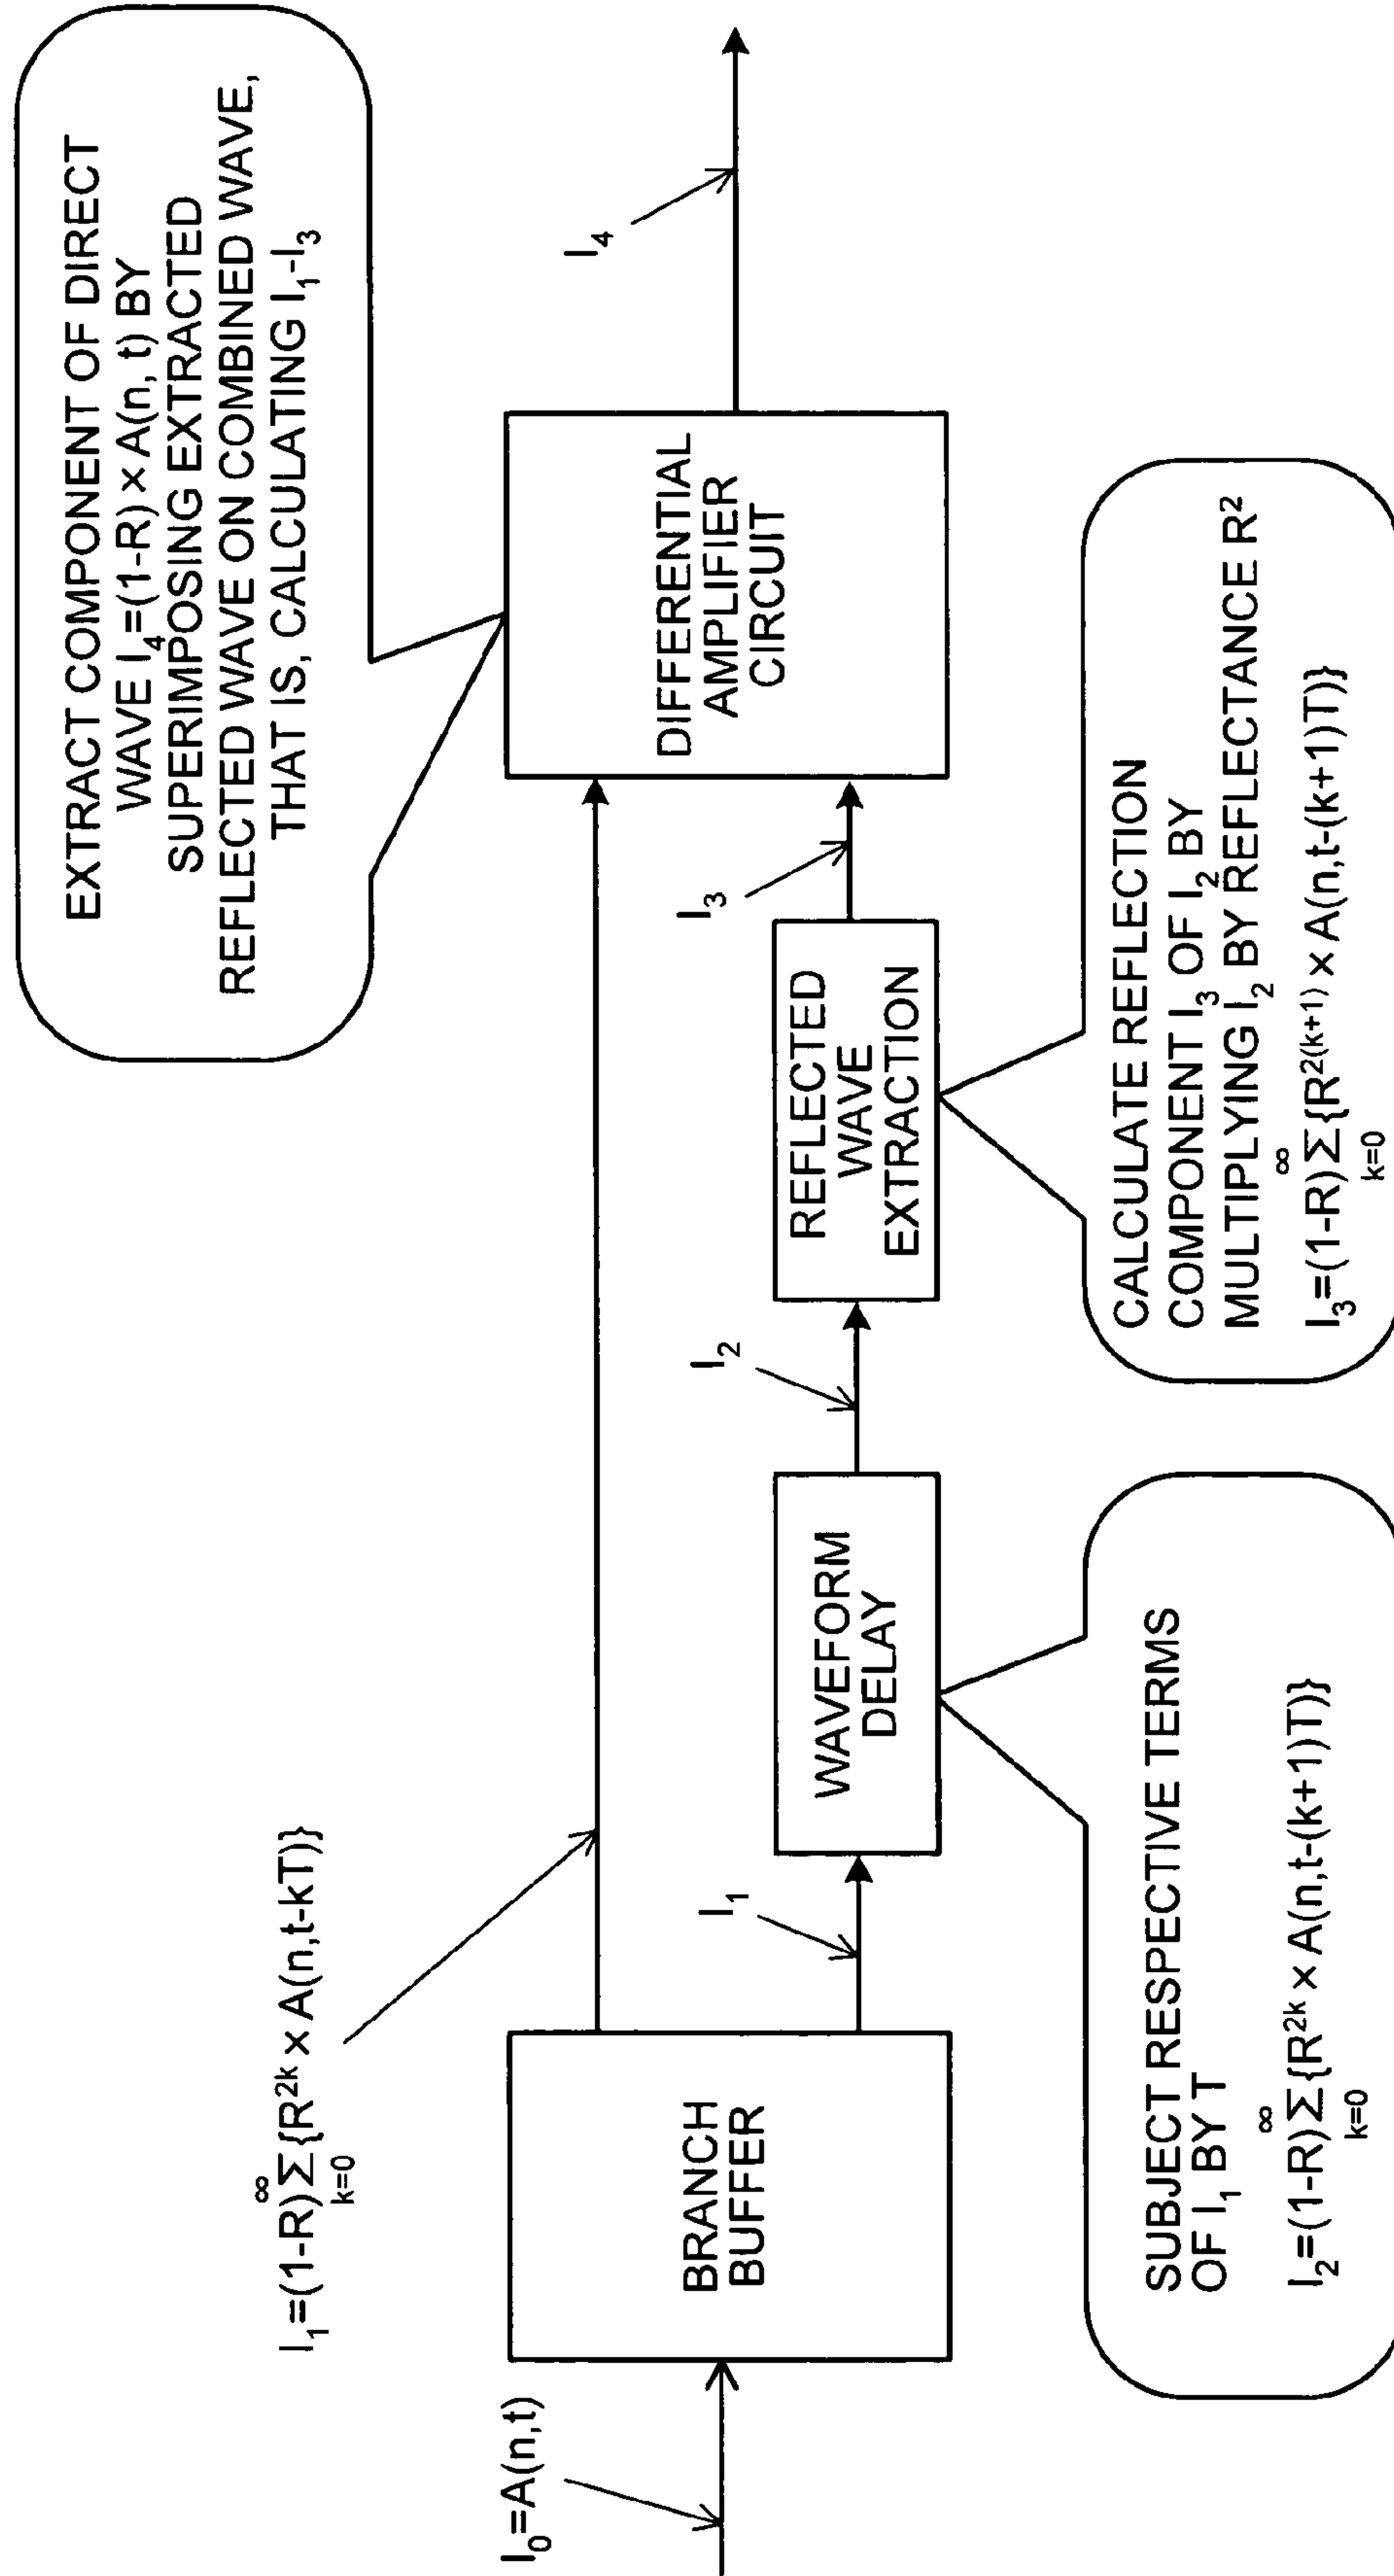 EXTRACT COMPONENT OF DIRECT
WAVE I₄=(1-R)×A(n, t) BY
SUPERIMPOSING EXTRACTED
REFLECTED WAVE ON COMBINED WAVE,
THAT IS, CALCULATING I₁-I₃
I₁=(1-R)∑{R²ᵏ×A(n,t-kT)}
∞
k=0
I₀=A(n,t)
BRANCH
BUFFER
I₁
WAVEFORM
DELAY
I₂
REFLECTED
WAVE
EXTRACTION
I₃
DIFFERENTIAL
AMPLIFIER
CIRCUIT
I₄
SUBJECT RESPECTIVE TERMS
OF I₁ BY T
∞
I₂=(1-R)∑{R²ᵏ×A(n,t-(k+1)T)}
k=0
CALCULATE REFLECTION
COMPONENT I₃ OF I₂ BY
MULTIPLYING I₂ BY REFLECTANCE R²
∞
I₃=(1-R)∑{R²⁽ᵏ⁺¹⁾×A(n,t-(k+1)T)}
k=0